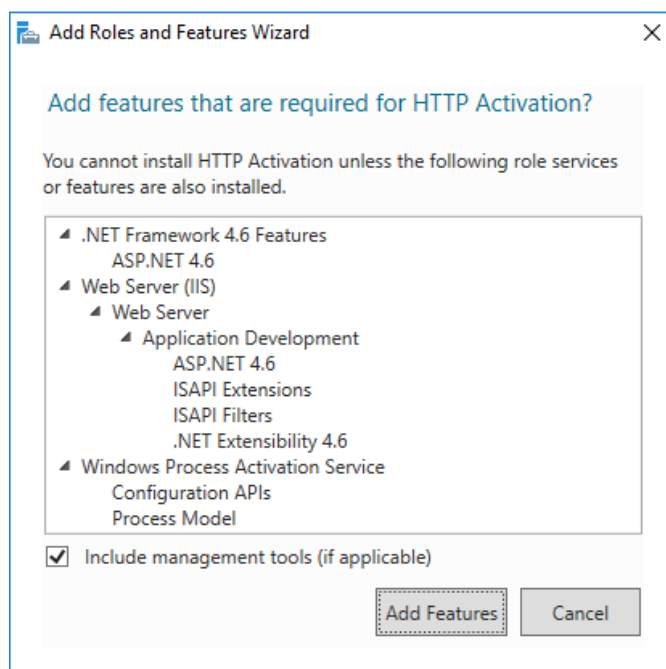 Add Roles and Features Wizard
Add features that are required for HTTP Activation?
You cannot install HTTP Activation unless the following role services
or features are also installed.
.NET Framework 4.6 Features
ASP.NET 4.6
Web Server (IIS)
Web Server
Application Development
ASP.NET 4.6
ISAPI Extensions
ISAPI Filters
.NET Extensibility 4.6
Windows Process Activation Service
Configuration APIs
Process Model
Include management tools (if applicable)
Add Features
Cancel